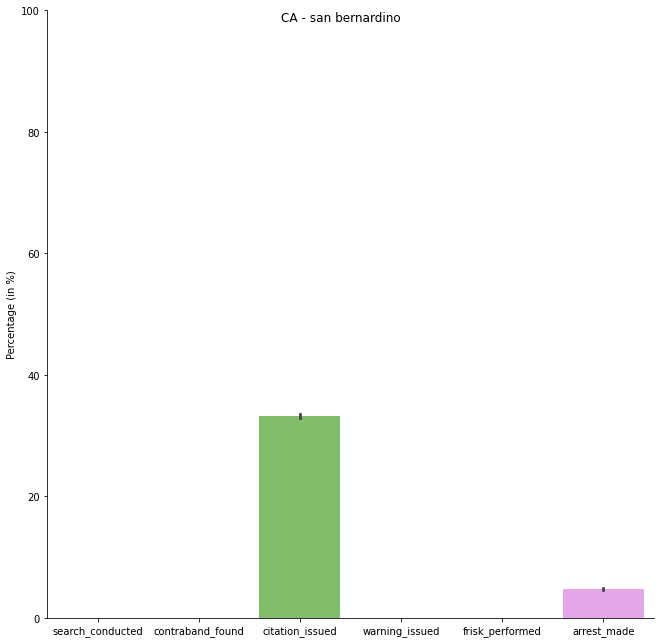 CA - san bernardino
100
80
60
40
20
0
Percentage (in %)
search_conducted contraband_found citation_issued warning_issued frisk_performed arrest_made